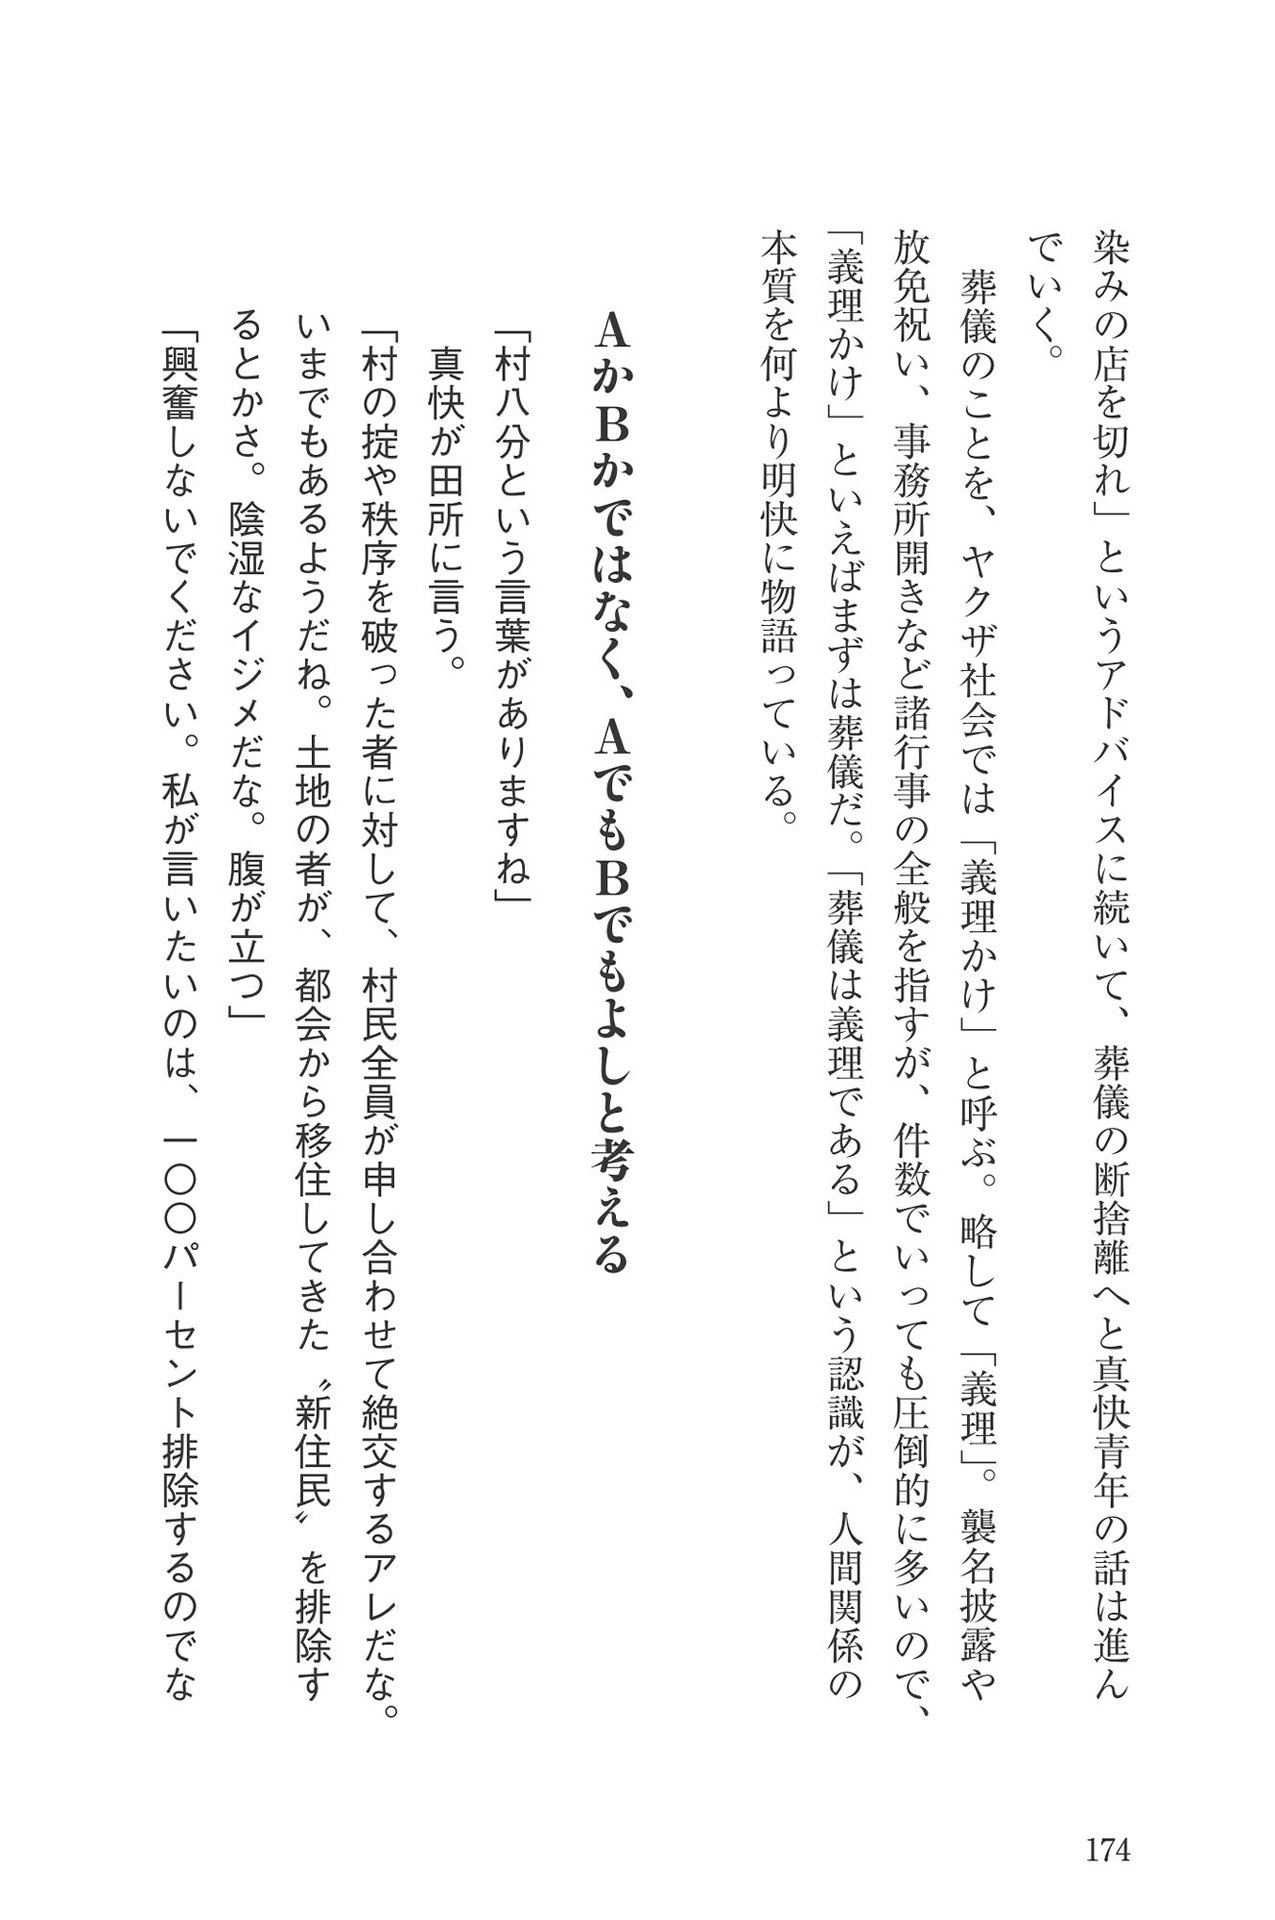 染みの店を切れ」というアドバイスに続いて、葬儀の断捨離へと真快青年の話は進ん
でいく。
　葬儀のことを、ヤクザ社会では「義理かけ」と呼ぶ。略して「義理」。襲名披露や
放免祝い、事務所開きなど諸行事の全般を指すが、件数でいっても圧倒的に多いので、
「義理かけ」といえばまずは葬儀だ。「葬儀は義理である」という認識が、人間関係の
本質を何より明快に物語っている。
AかBかではなく、AでもBでもよしと考える
「村八分という言葉がありますね」
　真快が田所に言う。
「村の掟や秩序を破った者に対して、村民全員が申し合わせて絶交するアレだな。
いまでもあるようだね。土地の者が、都会から移住してきた〝新住民〟を排除す
るとかさ。陰湿なイジメだな。腹が立つ」
「興奮しないでください。私が言いたいのは、一〇〇パーセント排除するのでな
174